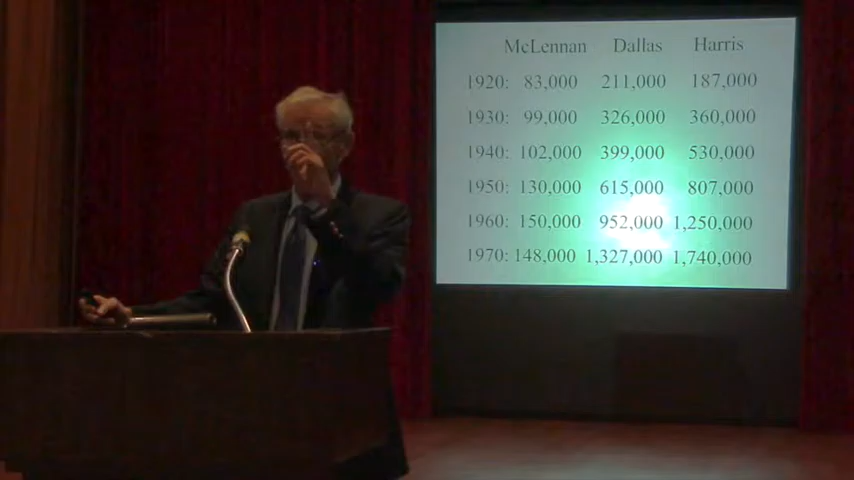 McLennan Dallas Harris
1920: 83,000 211,000 187,000
1930: 99,000 326,000 360,000
1940: 102,000 399,000 530,000
1950: 130,000 615,000 807,000
1960: 150,000 952,000 1,250,000
1970: 148,000 1,327,000 1,740,000